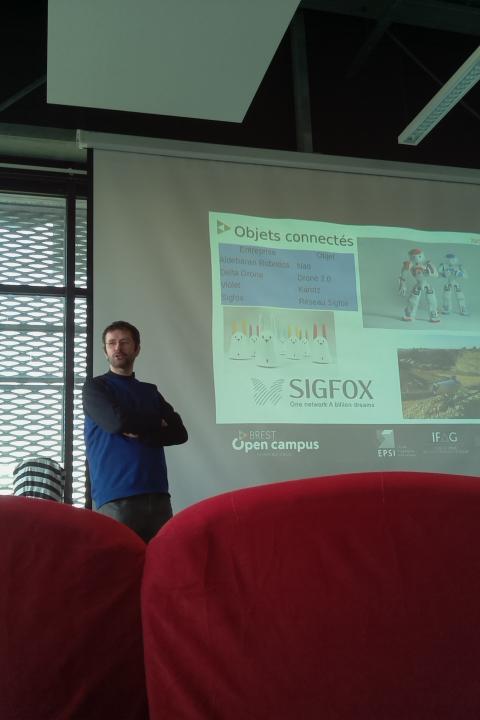 Objets connectés
Entreprise Objet
Aldebaran Robotics Nao
Delta Drone Drone 2.0
Violet Karotz
Sigfox Réseau Sigfox
SIGFOX
One network A billion dreams
BREST
Open campus
EPSI
IFAG